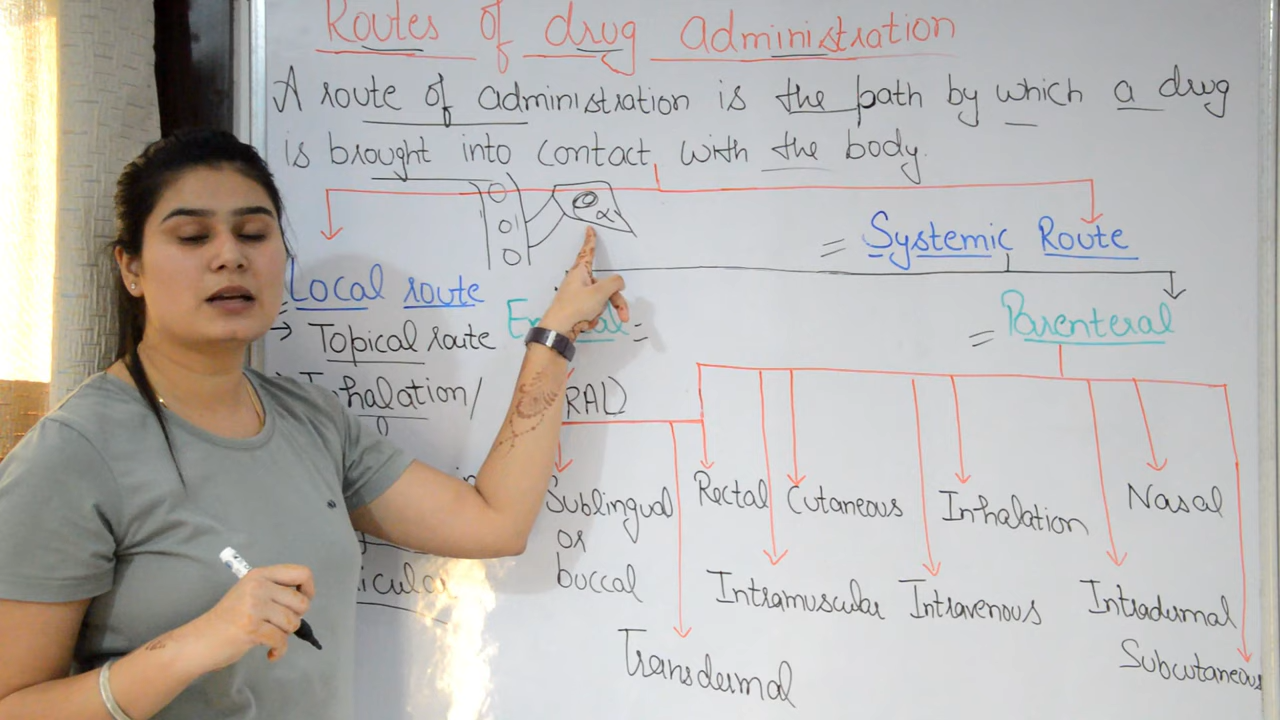 Routes of drug administration
A route of administration is the path by which a drug
is brought into contact with the body.
= Systemic Route
Local route
→ Topical route
= Parenteral
Sublingual
or
buccal
Rectal
Cutaneous
Inhalation
Nasal
Intramuscular
Intravenous
Intradermal
Subcutaneous
Transdermal